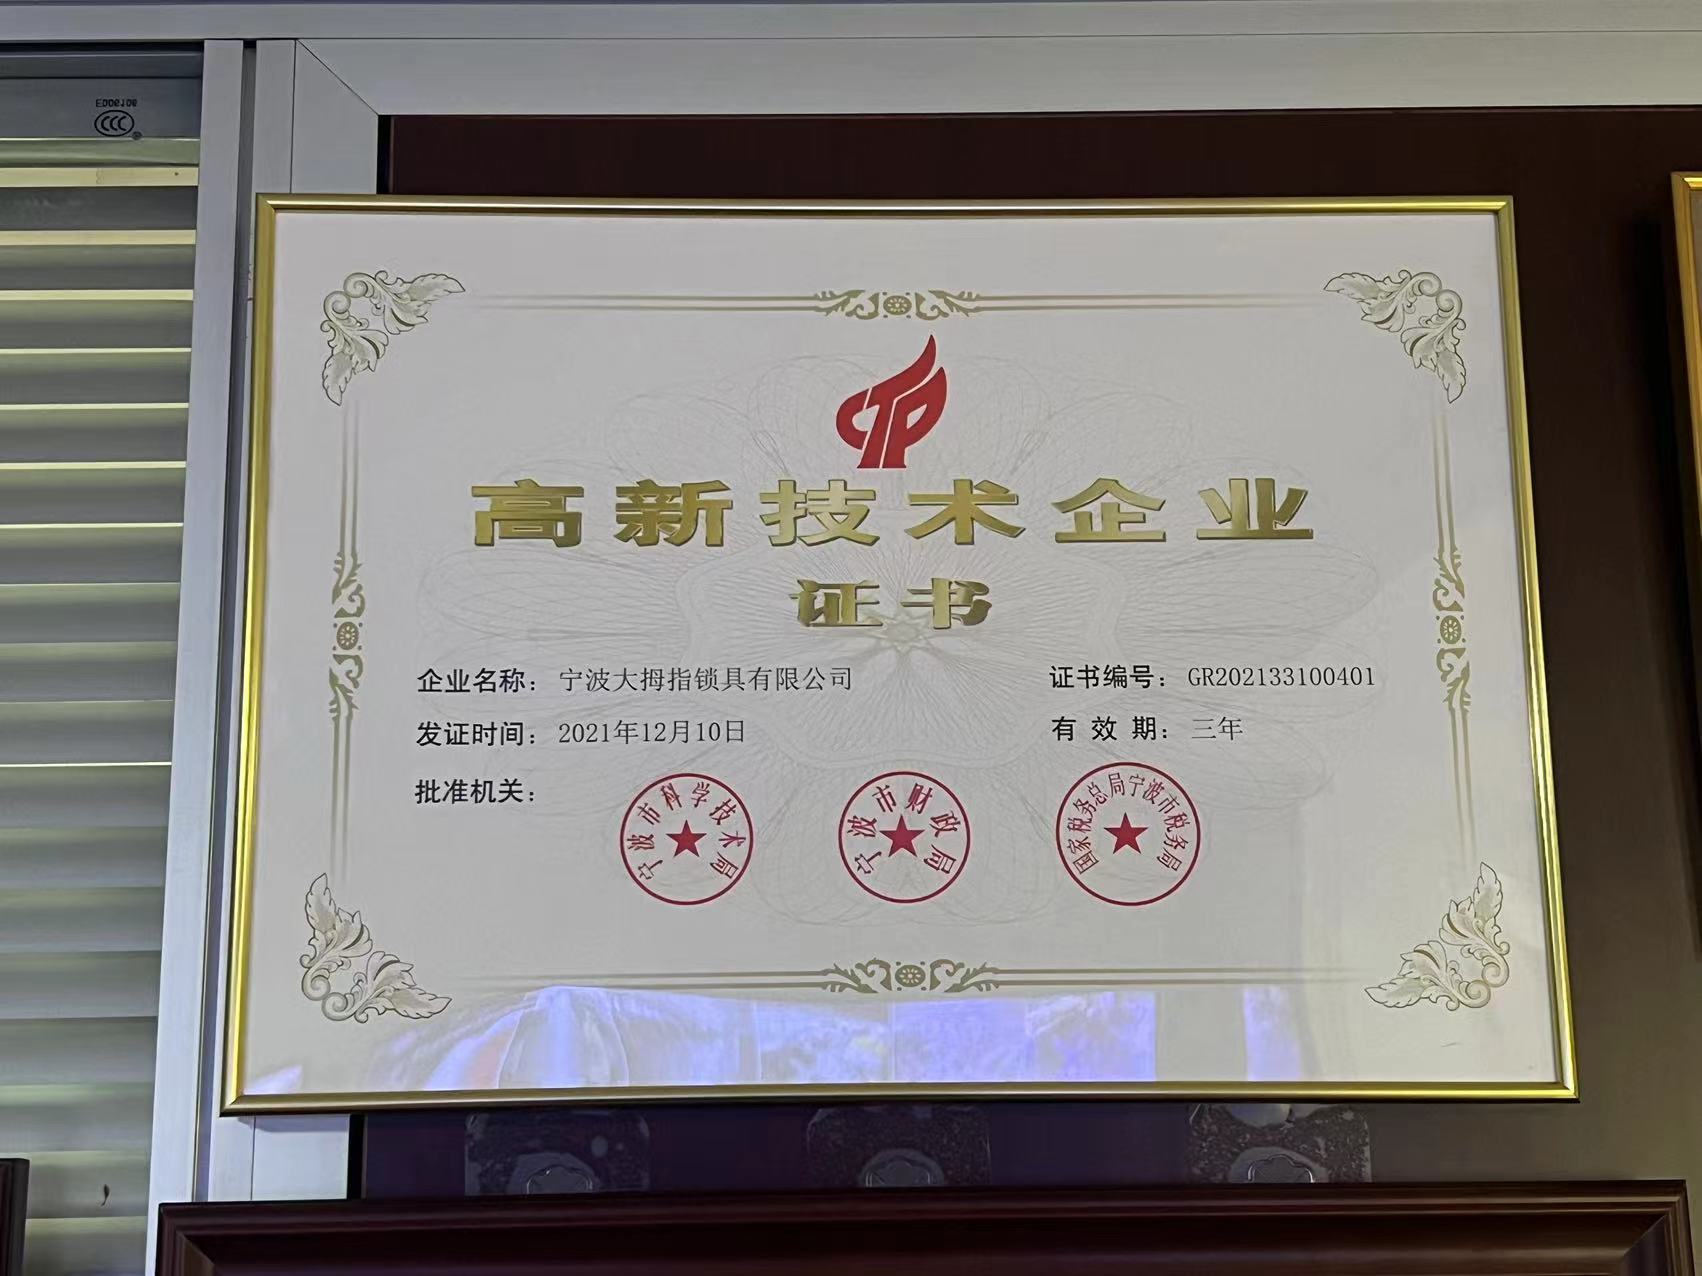 E006106
CCC
CTP
高新技术企业
证书
企业名称：宁波大拇指锁具有限公司
证书编号：GR202133100401
发证时间：2021年12月10日
有效期：三年
批准机关：
宁波市科学技术局
宁波市财政局
国家税务总局宁波市税务局